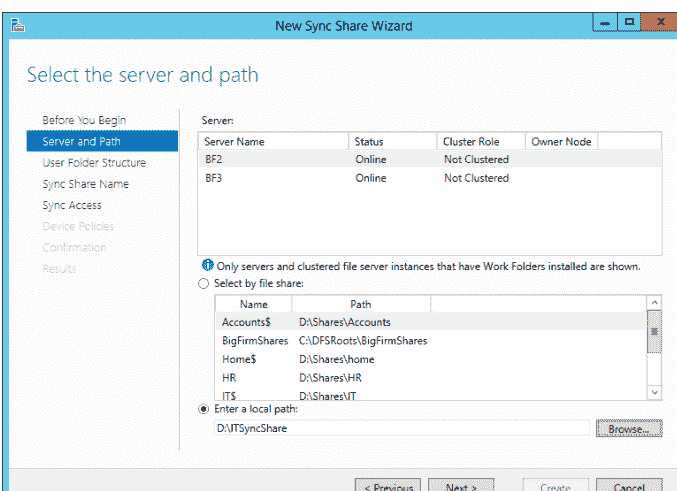 New Sync Share Wizard
Select the server and path
Before You Begin
Server and Path
User Folder Structure
Sync Share Name
Sync Access
Device Policies
Confirmation
Results
Server:
Server Name Status Cluster Role Owner Node
BF2 Online Not Clustered
BF3 Online Not Clustered
Only servers and clustered file server instances that have Work Folders installed are shown.
Select by file share:
Name Path
Accounts$ D:\Shares\Accounts
BigFirmShares C:\DFSRoots\BigFirmShares
Home$ D:\Shares\home
HR D:\Shares\HR
IT$ D:\Shares\IT
Enter a local path:
D:\ITSyncShare
Browse...
< Previous Next > Create Cancel